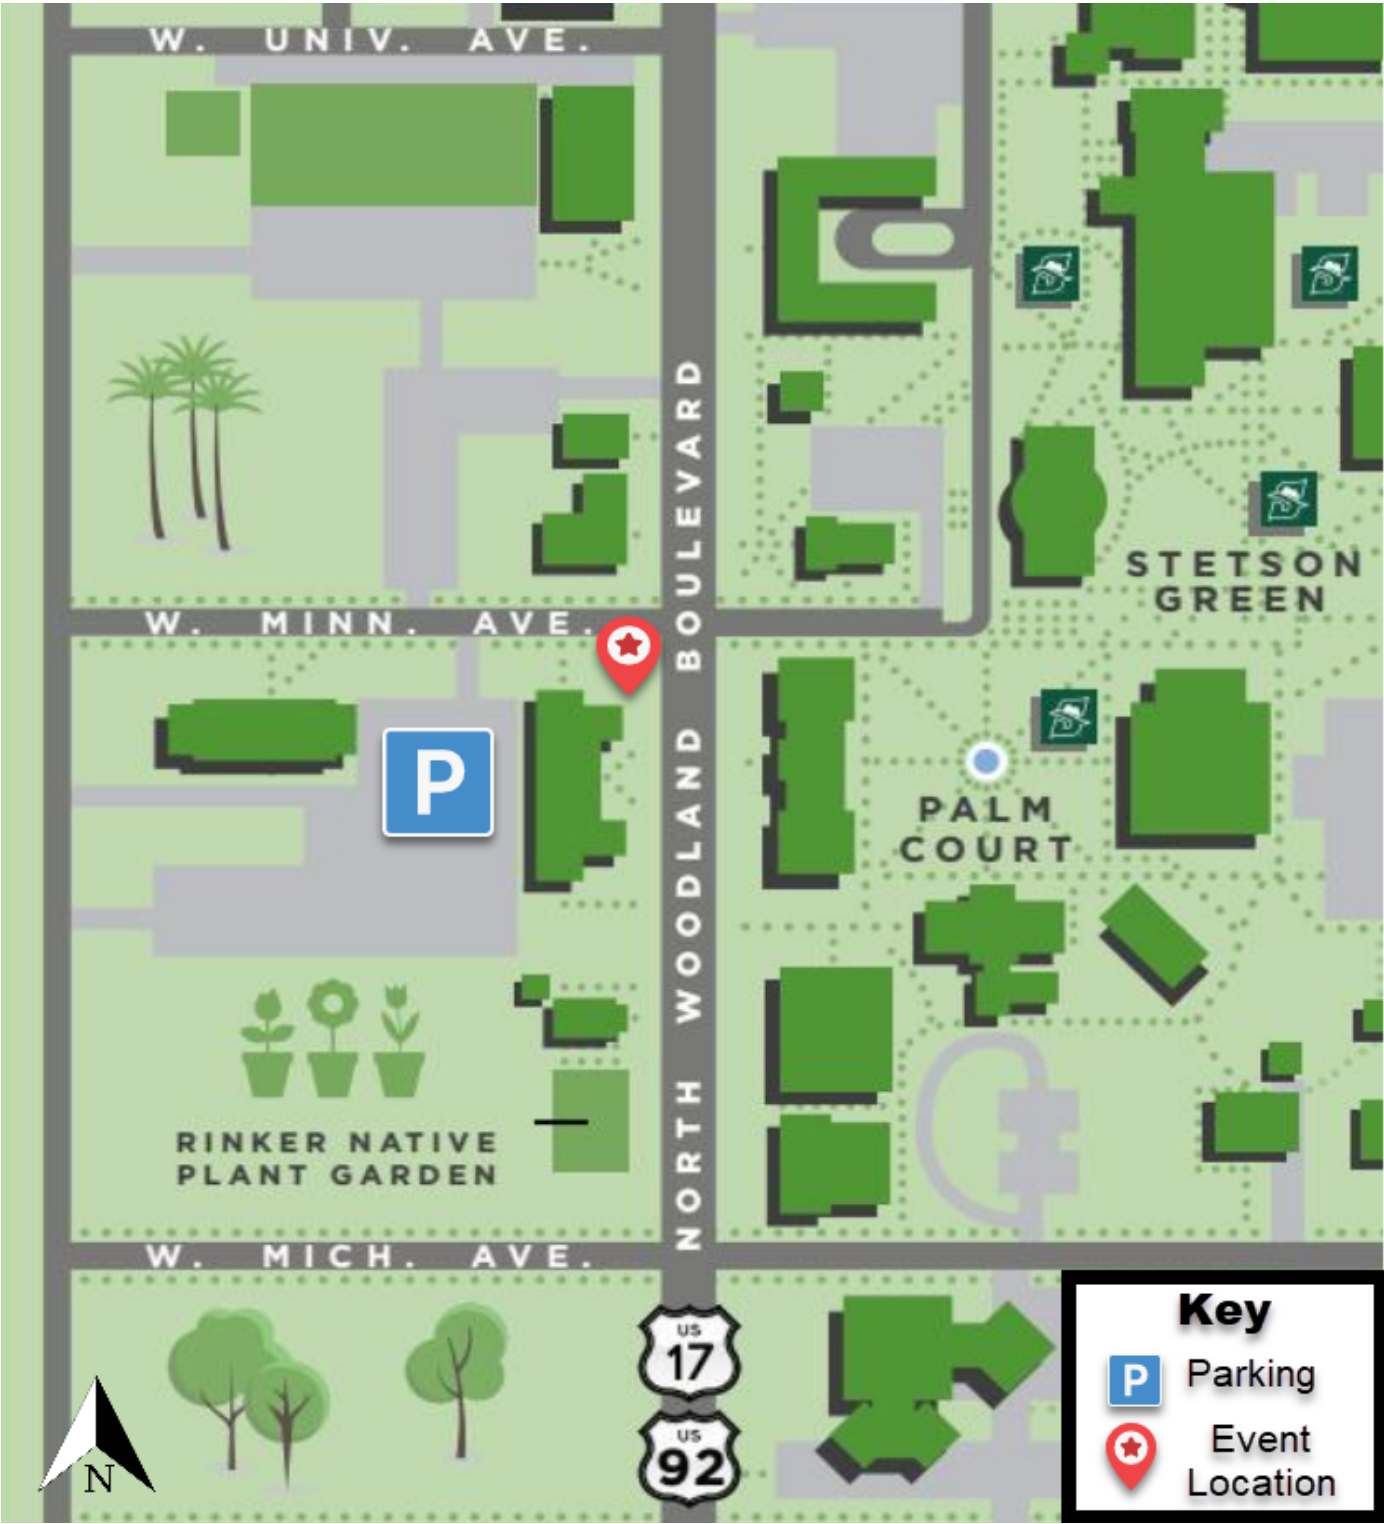 W. UNIV. AVE.
NORTH WOODLAND BOULEVARD
STETSON
GREEN
W. MINN. AVE.
P
PALM
COURT
RINKER NATIVE
PLANT GARDEN
W. MICH. AVE.
US
17
US
92
N
Key
P Parking
Event
Location